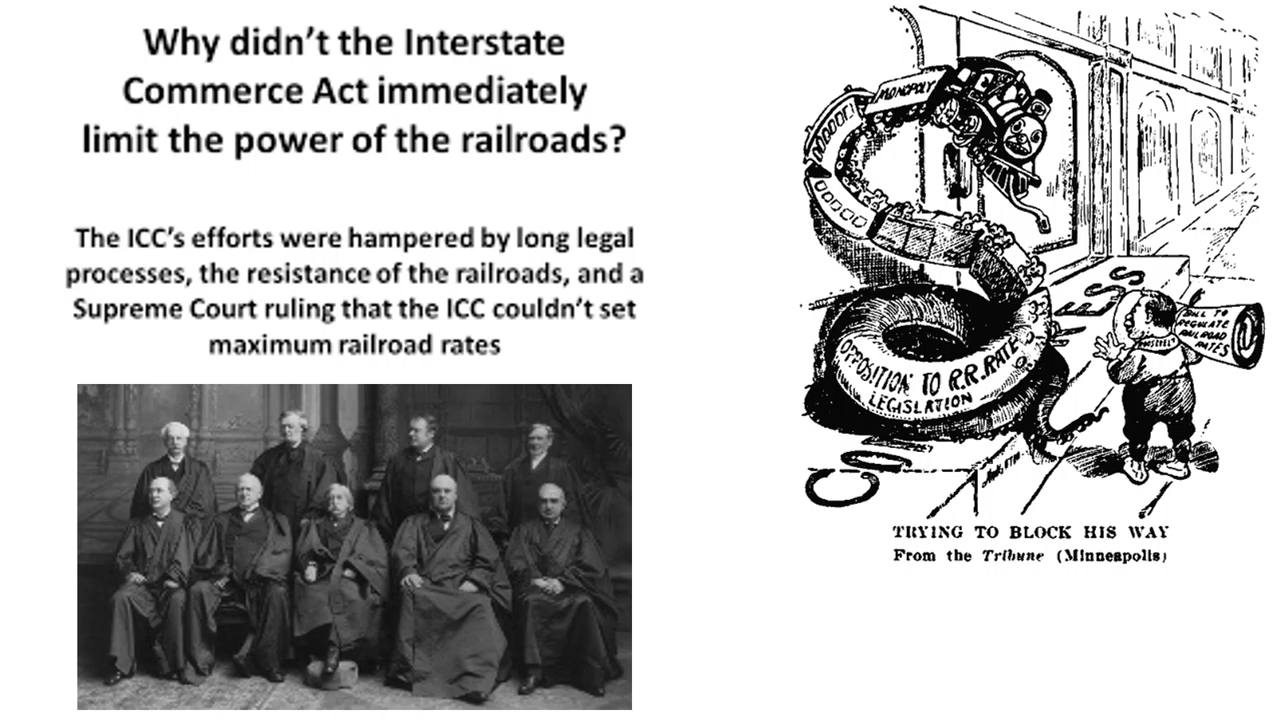 Why didn't the Interstate
Commerce Act immediately
limit the power of the railroads?
The ICC's efforts were hampered by long legal
processes, the resistance of the railroads, and a
Supreme Court ruling that the ICC couldn't set
maximum railroad rates
MONOPOLY
OPPOSITION TO R.R. RATE
LEGISLATION
BILL TO
REGULATE
RAILROAD
RATES
TRYING TO BLOCK HIS WAY
From the Tribune (Minneapolis)